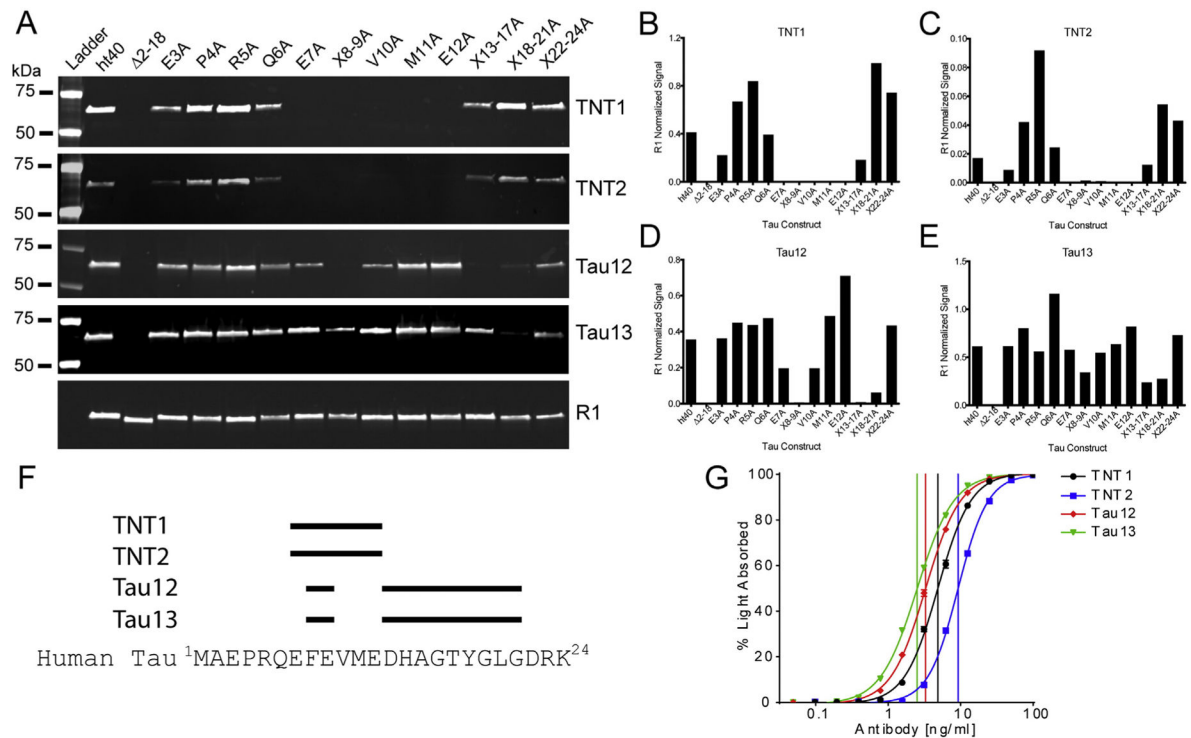 A
Ladder ht40 Δ2-18 E3A P4A R5A Q6A E7A X8-9A V10A M11A E12A X13-17A X18-21A X22-24A
kDa
75
50
TNT1
75
50
TNT2
75
50
Tau12
75
50
Tau13
R1
B
TNT1
R1 Normalized Signal
1.2
0.8
0.4
0.0
ht40 Δ2-18 E3A P4A R5A Q6A E7A X8-9A V10A M11A E12A X13-17A X18-21A X22-24A
Tau Construct
C
TNT2
R1 Normalized Signal
0.10
0.08
0.06
0.04
0.02
0.00
ht40 Δ2-18 E3A P4A R5A Q6A E7A X8-9A V10A M11A E12A X13-17A X18-21A X22-24A
Tau Construct
D
Tau12
R1 Normalized Signal
0.8
0.6
0.4
0.2
0.0
ht40 Δ2-18 E3A P4A R5A Q6A E7A X8-9A V10A M11A E12A X13-17A X18-21A X22-24A
Tau Construct
E
Tau13
R1 Normalized Signal
1.5
1.0
0.5
0.0
ht40 Δ2-18 E3A P4A R5A Q6A E7A X8-9A V10A M11A E12A X13-17A X18-21A X22-24A
Tau Construct
F
TNT1
TNT2
Tau12
Tau13
Human Tau ¹MAEPRQEFEVMEDHAGTYGLGDRK²⁴
G
% Light Absorbed
100
80
60
40
20
0
0.1 1 10 100
Antibody [ng/ml]
TNT 1
TNT 2
Tau 12
Tau 13